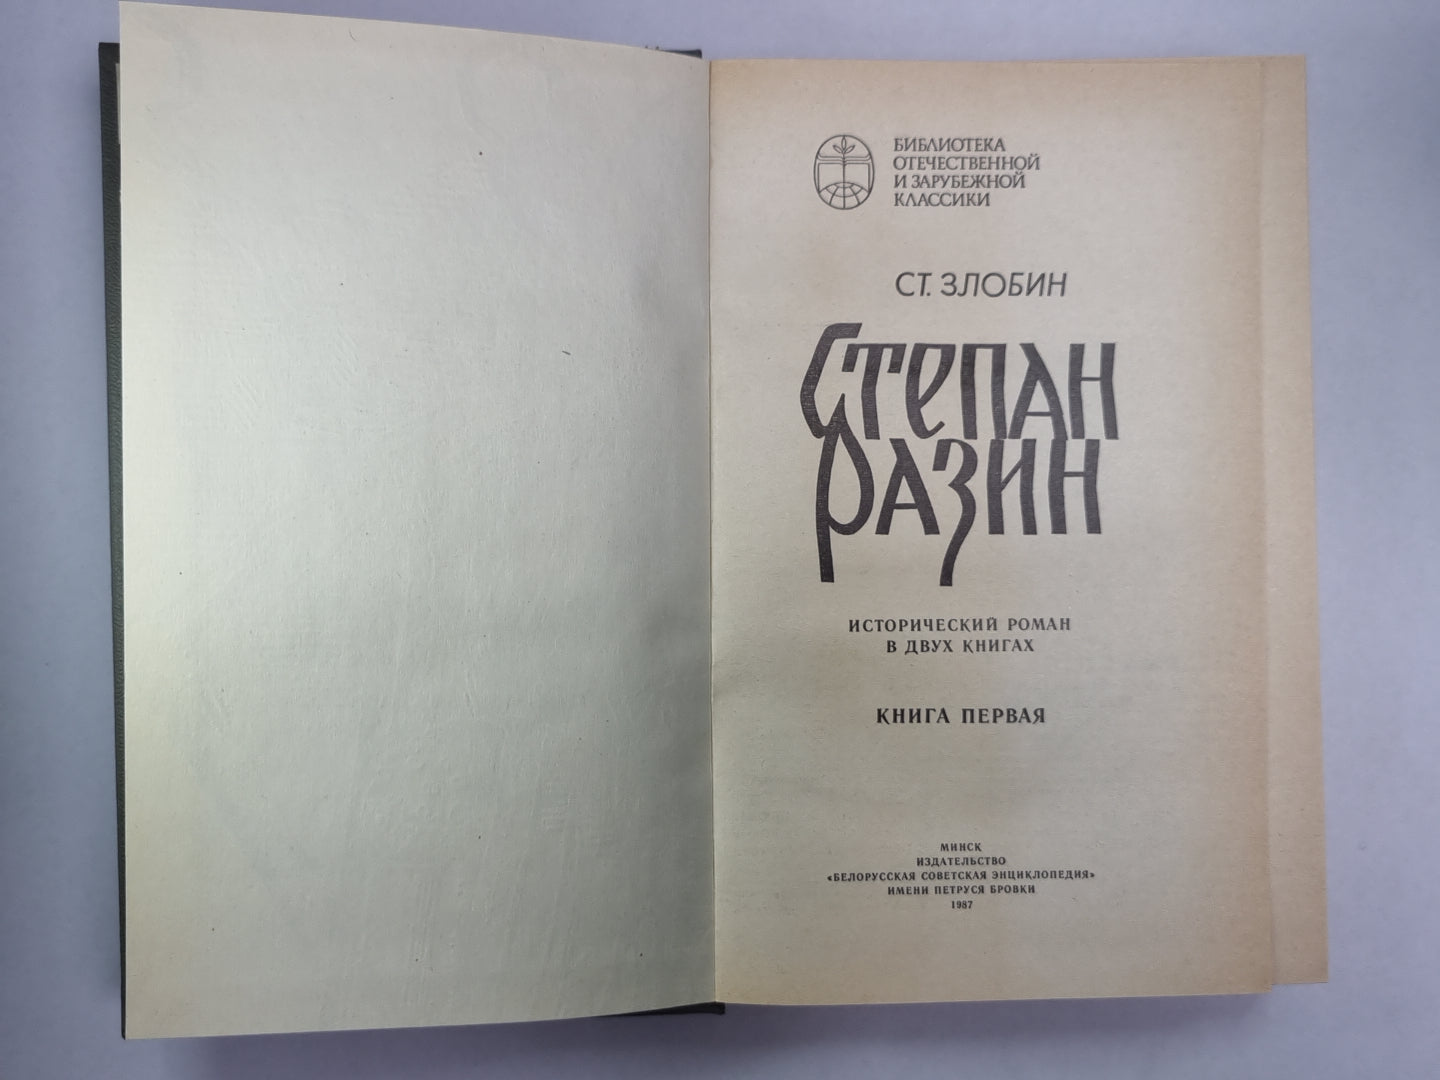 БИБЛИОТЕКА
ОТЕЧЕСТВЕННОЙ
И ЗАРУБЕЖНОЙ
КЛАССИКИ
СТ. ЗЛОБИН
СТЕПАН
РАЗИН
ИСТОРИЧЕСКИЙ РОМАН
В ДВУХ КНИГАХ
КНИГА ПЕРВАЯ
МИНСК
ИЗДАТЕЛЬСТВО
«БЕЛОРУССКАЯ СОВЕТСКАЯ ЭНЦИКЛОПЕДИЯ»
ИМЕНИ ПЕТРУСЯ БРОВКИ
1987